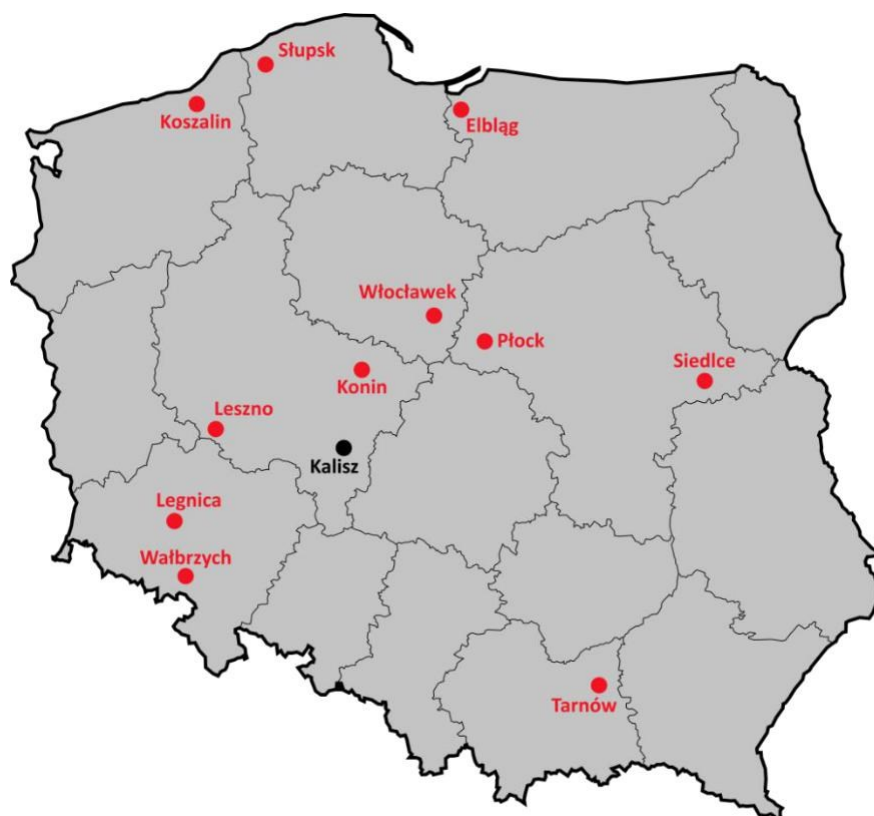 Słupsk
Koszalin
Elbląg
Włocławek
Płock
Siedlce
Konin
Leszno
Kalisz
Legnica
Wałbrzych
Tarnów